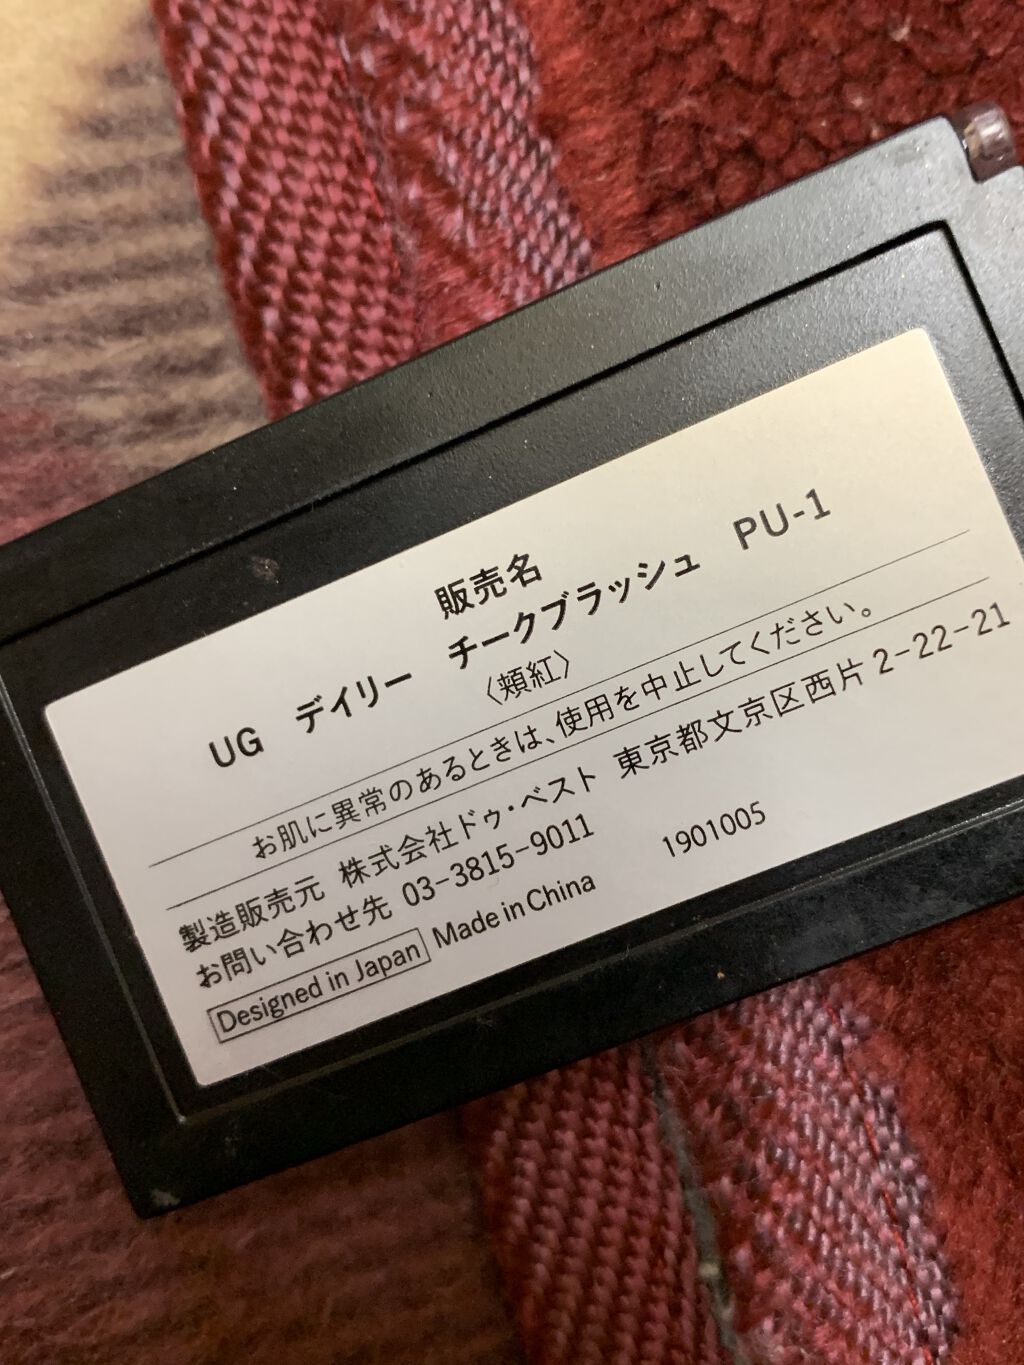 販売名
UG デイリー チークブラッシュ PU-1
〈頬紅〉
お肌に異常のあるときは、使用を中止してください。
製造販売元 株式会社ドゥ・ベスト 東京都文京区西片 2-22-21
お問い合わせ先 03-3815-9011 1901005
Designed in Japan Made in China